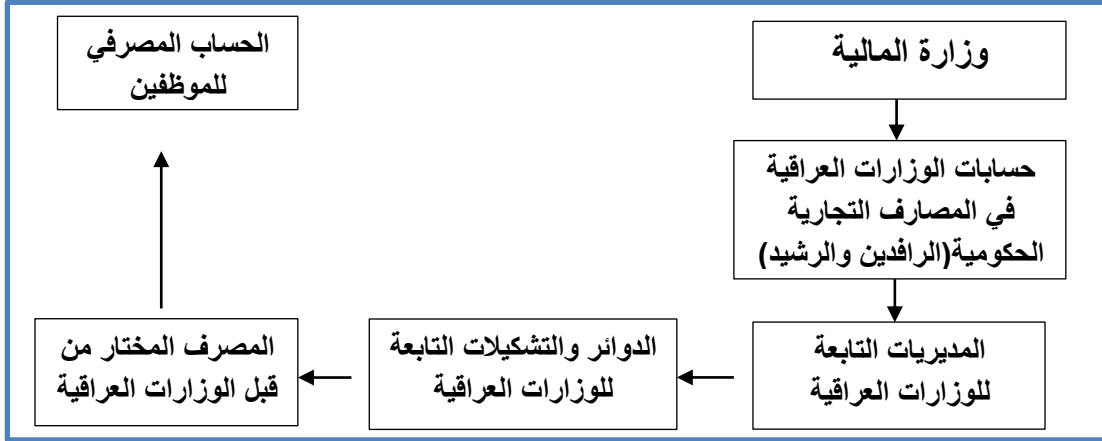 وزارة المالية
حسابات الوزارات العراقية
في المصارف التجارية
الحكومية(الرافدين والرشيد)
المديريات التابعة
للوزارات العراقية
الدوائر والتشكيلات التابعة
للوزارات العراقية
المصرف المختار من
قبل الوزارات العراقية
الحساب المصرفي
للموظفين